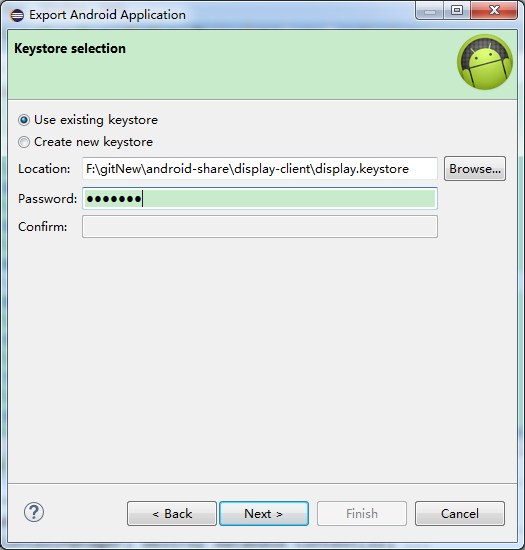 Export Android Application
Keystore selection
Use existing keystore
Create new keystore
Location: F:\gitNew\android-share\display-client\display.keystore Browse...
Password: ●●●●●●●
Confirm:
? < Back Next > Finish Cancel